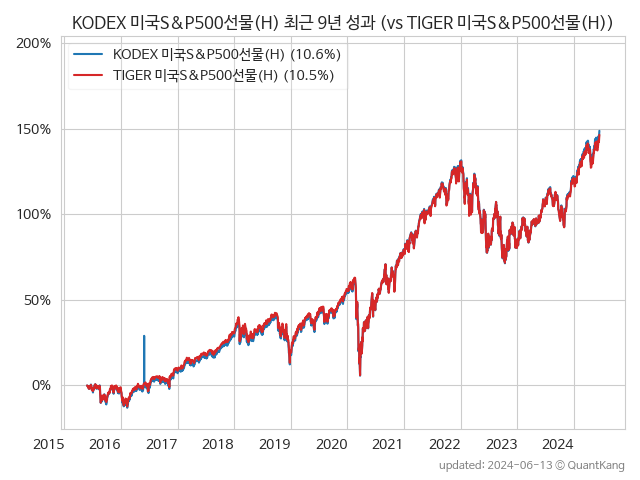 KODEX 미국S&P500선물(H) 최근 9년 성과 (vs TIGER 미국S&P500선물(H))
200%
KODEX 미국S&P500선물(H) (10.6%)
TIGER 미국S&P500선물(H) (10.5%)
150%
100%
50%
0%
2015 2016 2017 2018 2019 2020 2021 2022 2023 2024
updated: 2024-06-13 © QuantKang